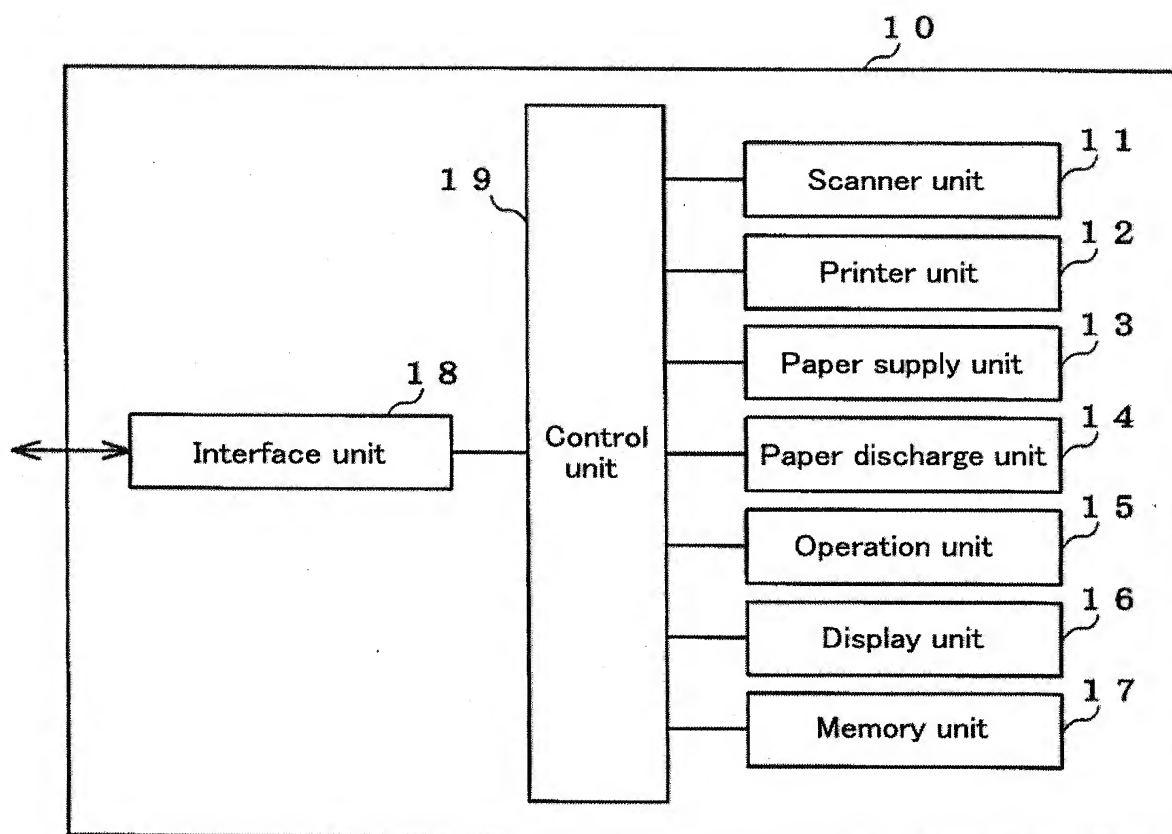 10
11
Scanner unit
19
12
Printer unit
13
Paper supply unit
18
14
Interface unit
Control
unit
Paper discharge unit
15
Operation unit
16
Display unit
17
Memory unit